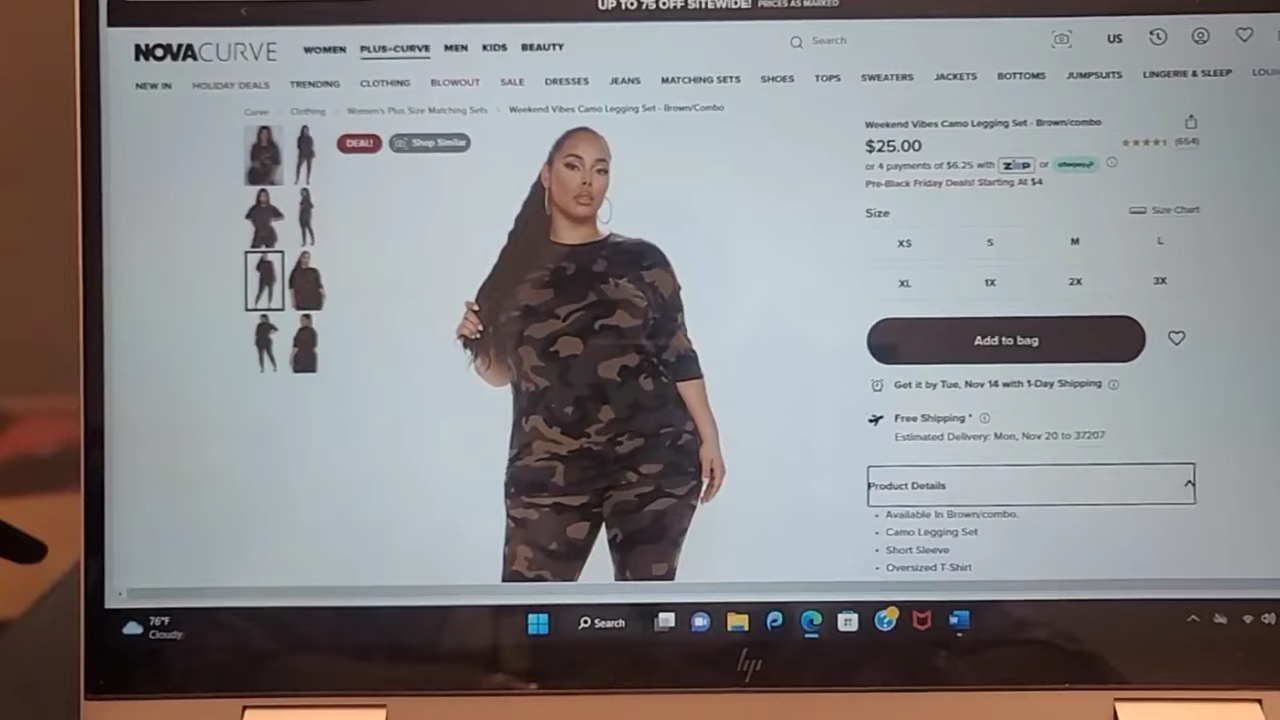 UP TO 75 OFF SITEWIDE! PRICES AS MARKED
NOVACURVE WOMEN PLUS+CURVE MEN KIDS BEAUTY Search US
NEW IN HOLIDAY DEALS TRENDING CLOTHING BLOWOUT SALE DRESSES JEANS MATCHING SETS SHOES TOPS SWEATERS JACKETS BOTTOMS JUMPSUITS LINGERIE & SLEEP
Curve Clothing Women's Plus Size Matching Sets Weekend Vibes Camo Legging Set - Brown/Combo
DEAL! Shop Similar
Weekend Vibes Camo Legging Set - Brown/combo
$25.00 (654)
or 4 payments of $6.25 with Zip or afterpay
Pre-Black Friday Deals! Starting At $4
Size Size Chart
XS S M L
XL 1X 2X 3X
Add to bag
Get it by Tue, Nov 14 with 1-Day Shipping
Free Shipping *
Estimated Delivery: Mon, Nov 20 to 37207
Product Details
• Available In Brown/combo.
• Camo Legging Set
• Short Sleeve
• Oversized T-Shirt
76°F
Cloudy
Search
hp